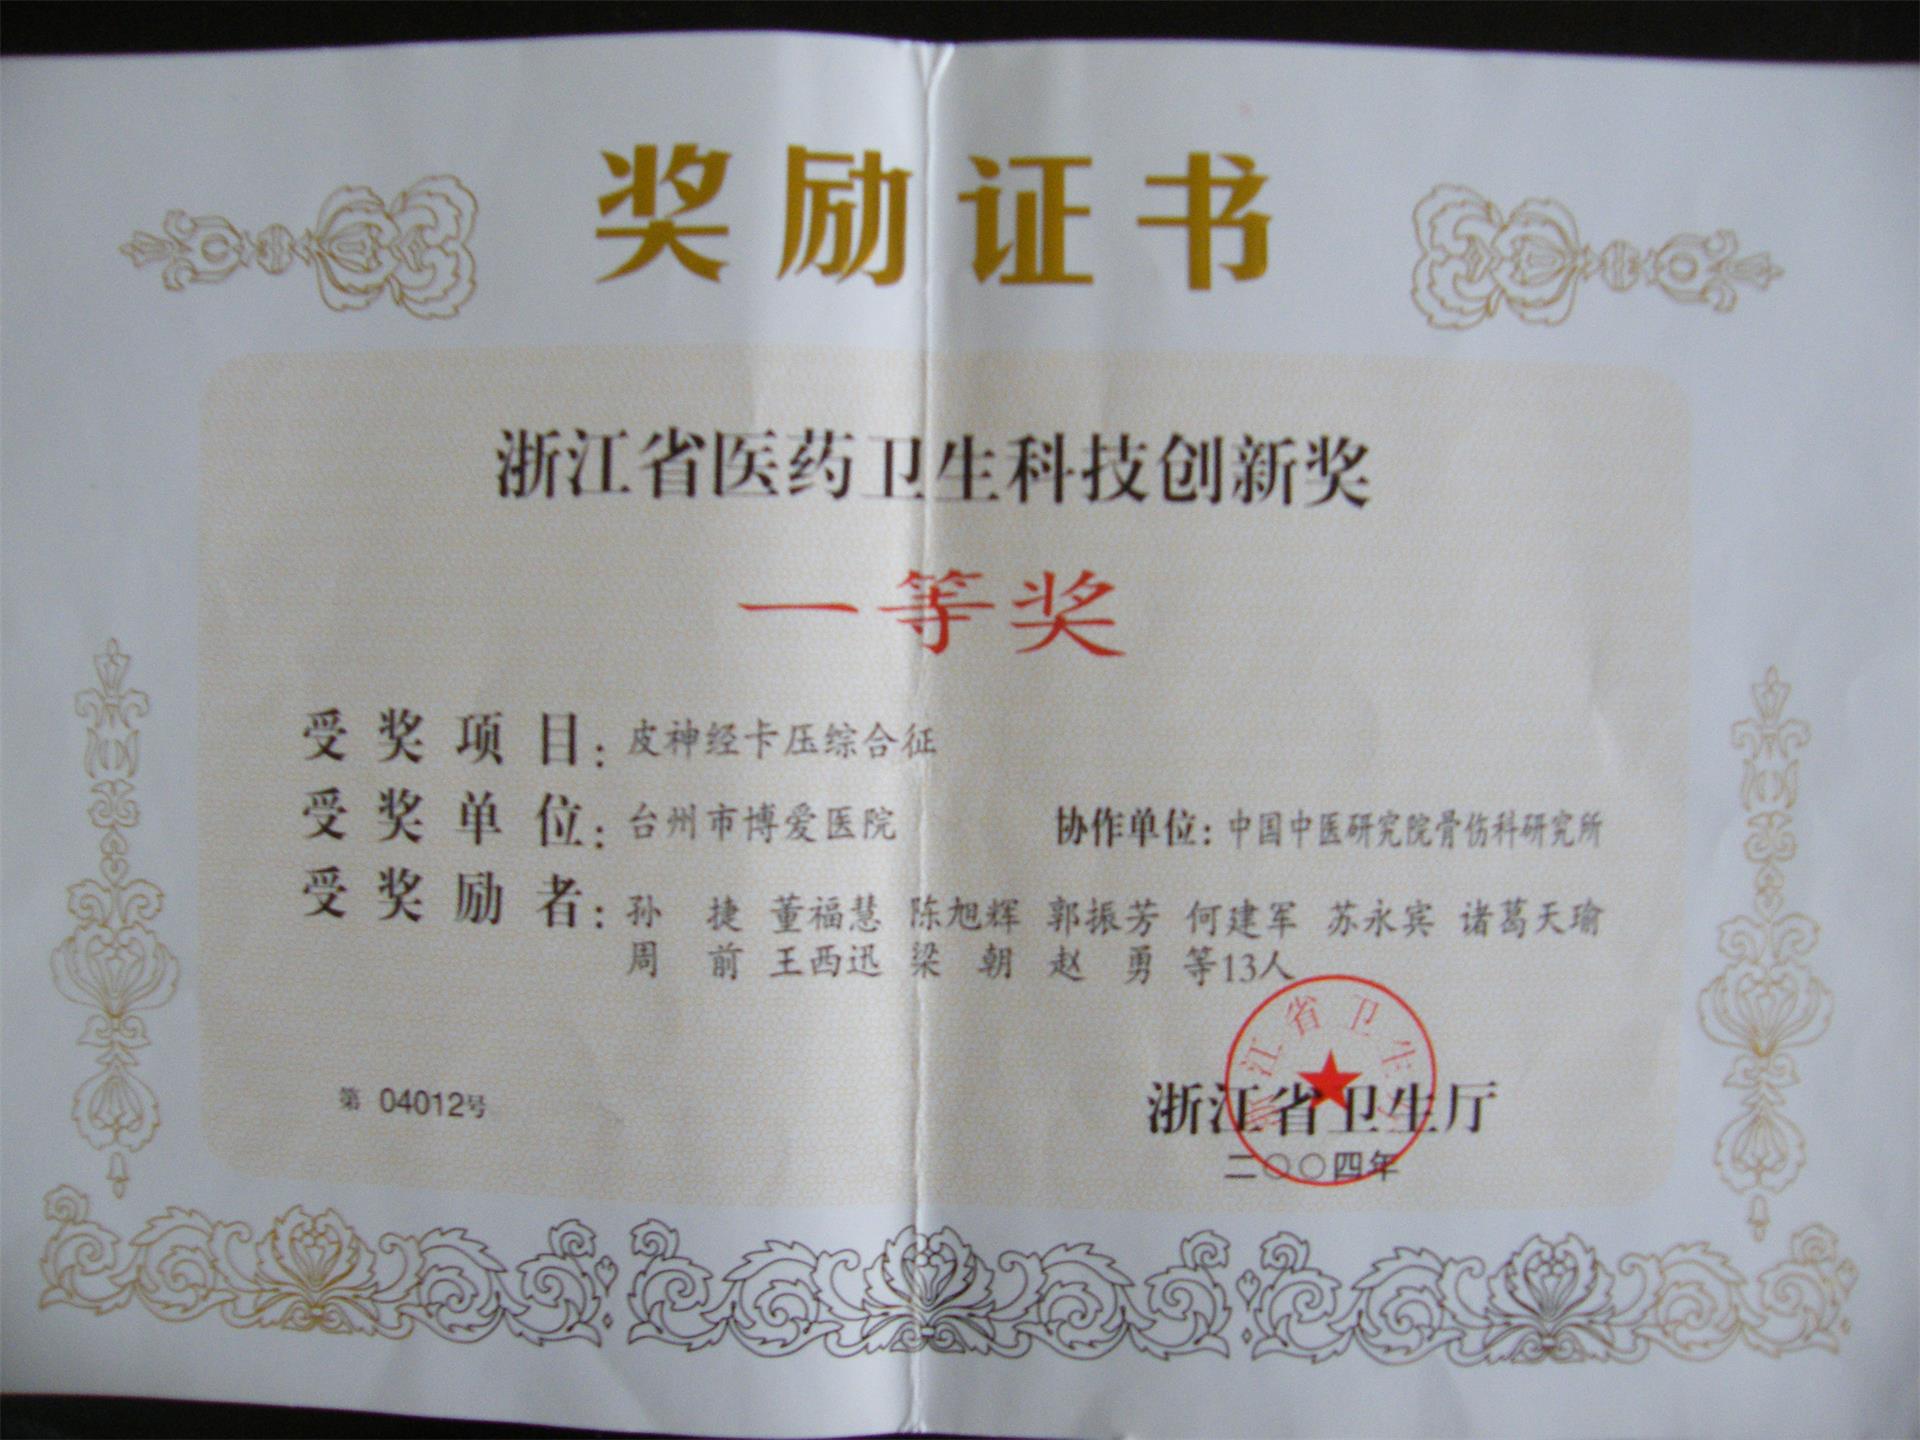 奖励证书
浙江省医药卫生科技创新奖
一等奖
受奖项目：皮神经卡压综合征
受奖单位：台州市博爱医院 协作单位：中国中医研究院骨伤科研究所
受奖励者：孙 捷 董福慧 陈旭辉 郭振芳 何建军 苏永宾 诸葛天瑜
周 前 王西迅 梁 朝 赵 勇 等13人
第 04012号
浙江省卫生厅
浙江省卫生厅
二〇〇四年